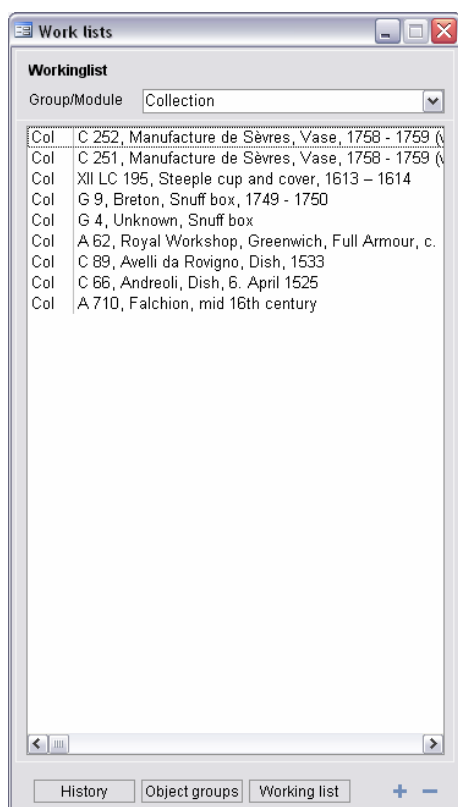 Work lists
Workinglist
Group/Module Collection
Col C 252, Manufacture de Sèvres, Vase, 1758 - 1759 (v
Col C 251, Manufacture de Sèvres, Vase, 1758 - 1759 (v
Col XII LC 195, Steeple cup and cover, 1613 – 1614
Col G 9, Breton, Snuff box, 1749 - 1750
Col G 4, Unknown, Snuff box
Col A 62, Royal Workshop, Greenwich, Full Armour, c.
Col C 89, Avelli da Rovigno, Dish, 1533
Col C 66, Andreoli, Dish, 6. April 1525
Col A 710, Falchion, mid 16th century
History Object groups Working list + −